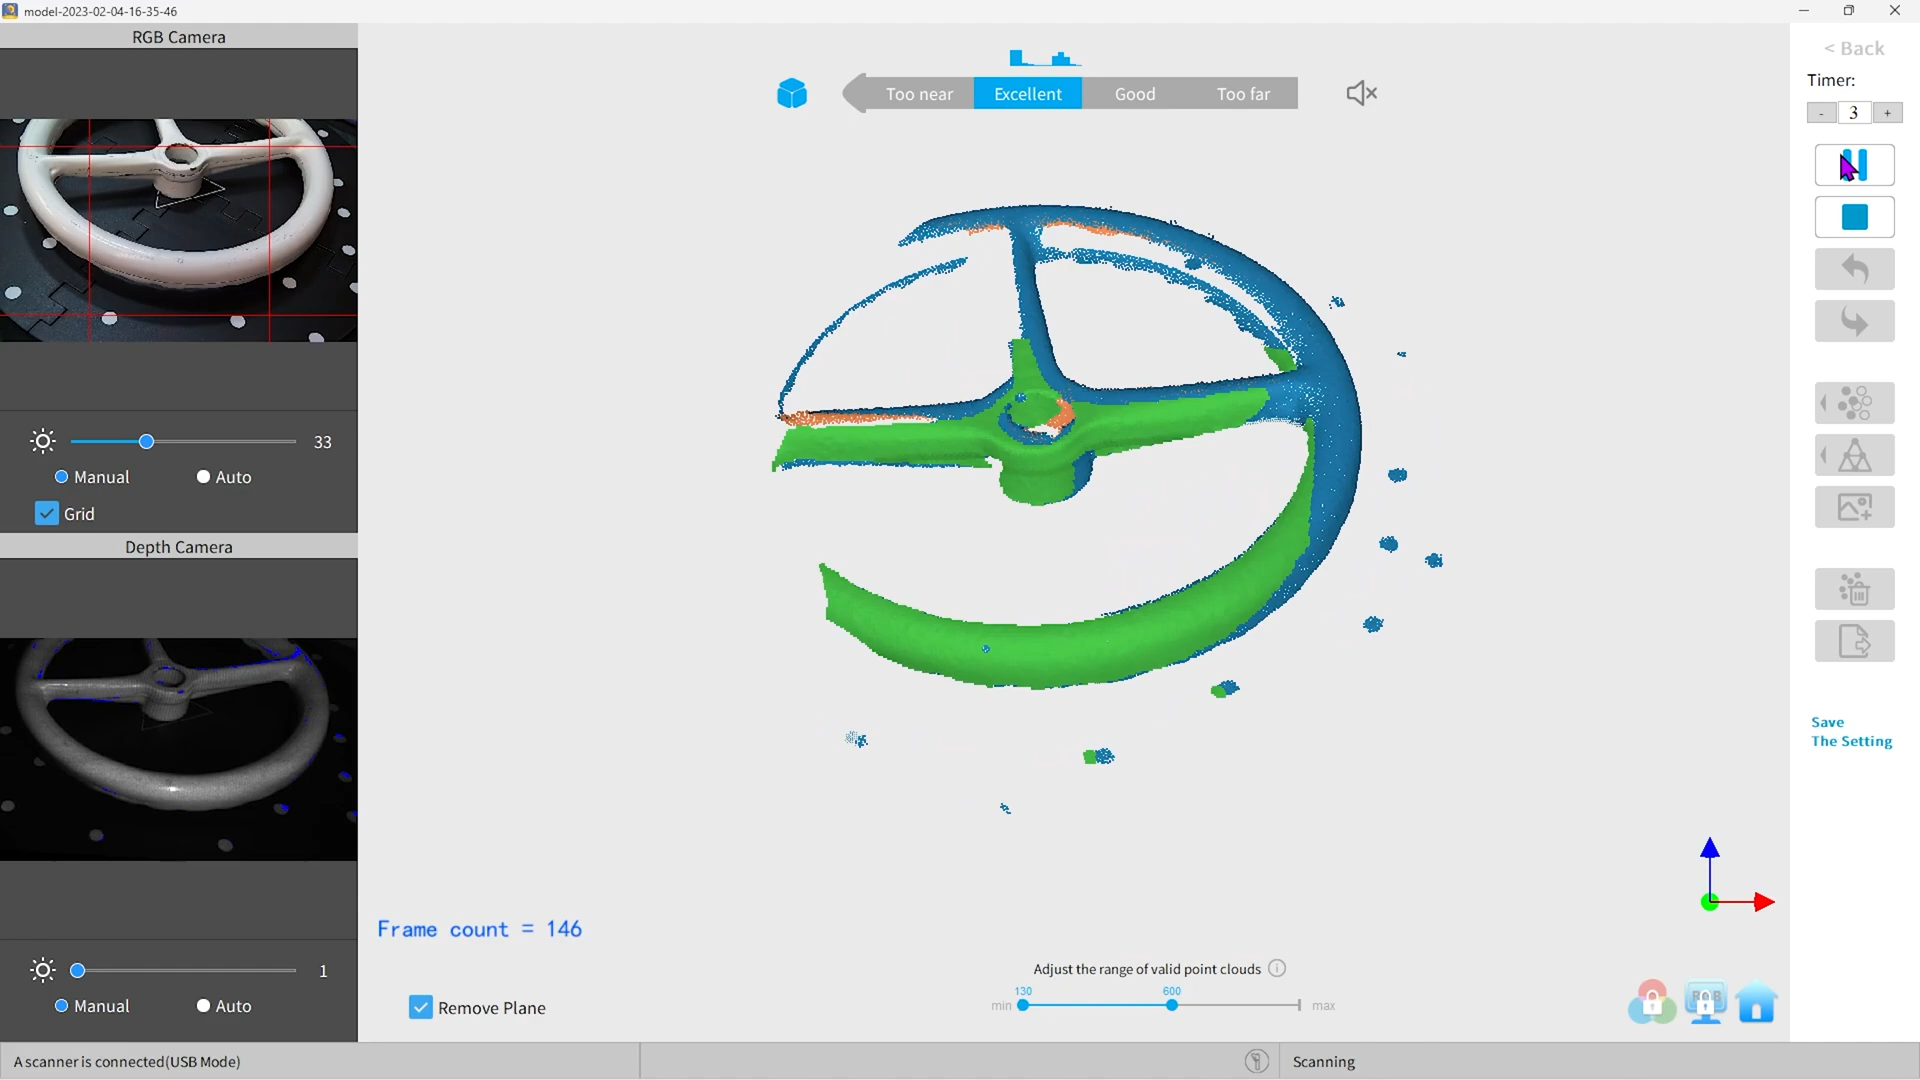 model-2023-02-04-16-35-46
RGB Camera
< Back
Timer:
- 3 +
Too near Excellent Good Too far
33
Manual Auto
Grid
Depth Camera
Save
The Setting
Frame count = 146
Adjust the range of valid point clouds
130 600
min max
1
Manual Auto
Remove Plane
RGB
A scanner is connected(USB Mode)
Scanning